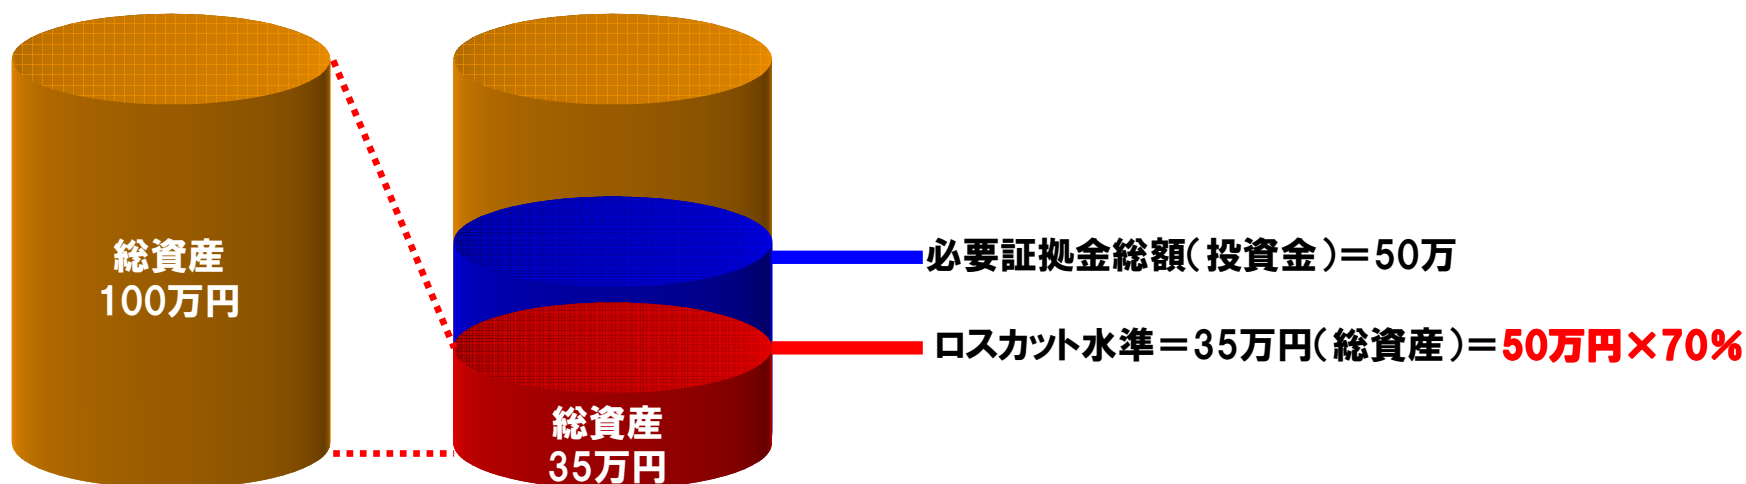 総資産
100万円
必要証拠金総額(投資金)=50万
ロスカット水準=35万円(総資産)=50万円×70%
総資産
35万円